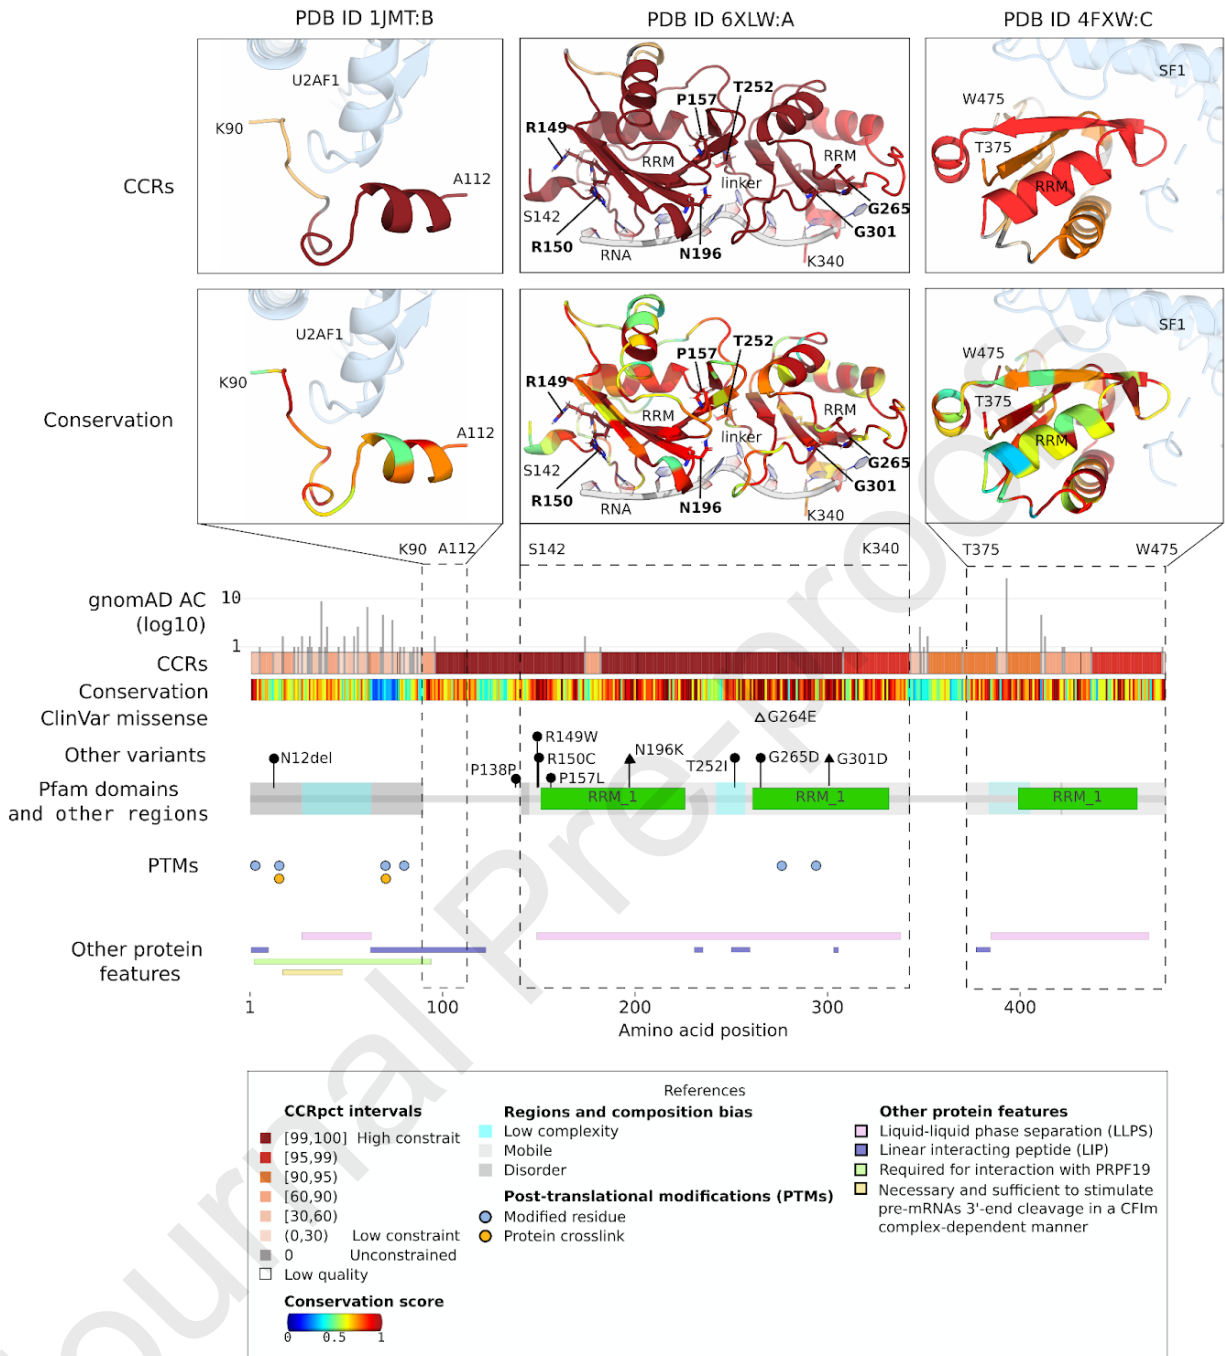 PDB ID 1JMT:B
PDB ID 6XLW:A
PDB ID 4FXW:C
CCRs
U2AF1
K90
A112
T252
P157
R149
RRM
RRM
linker
S142
G265
R150
G301
RNA
N196
K340
SF1
W475
T375
RRM
Conservation
U2AF1
K90
A112
T252
P157
R149
RRM
RRM
linker
S142
G265
R150
G301
RNA
N196
K340
SF1
W475
T375
RRM
K90 A112
S142
K340
T375
W475
gnomAD AC
(log10)
10
1
CCRs
Conservation
ClinVar missense
G264E
Other variants
N12del
P138P
R149W
R150C
P157L
N196K
T252I
G265D
G301D
Pfam domains
and other regions
RRM_1
RRM_1
RRM_1
PTMs
Other protein
features
1
100
200
300
400
Amino acid position
References
CCRpct intervals
[99,100] High constrait
[95,99)
[90,95)
[60,90)
[30,60)
(0,30) Low constraint
0 Unconstrained
Low quality
Conservation score
0 0.5 1
Regions and composition bias
Low complexity
Mobile
Disorder
Post-translational modifications (PTMs)
Modified residue
Protein crosslink
Other protein features
Liquid-liquid phase separation (LLPS)
Linear interacting peptide (LIP)
Required for interaction with PRPF19
Necessary and sufficient to stimulate
pre-mRNAs 3'-end cleavage in a CFIm
complex-dependent manner
Journal Pre-proofs